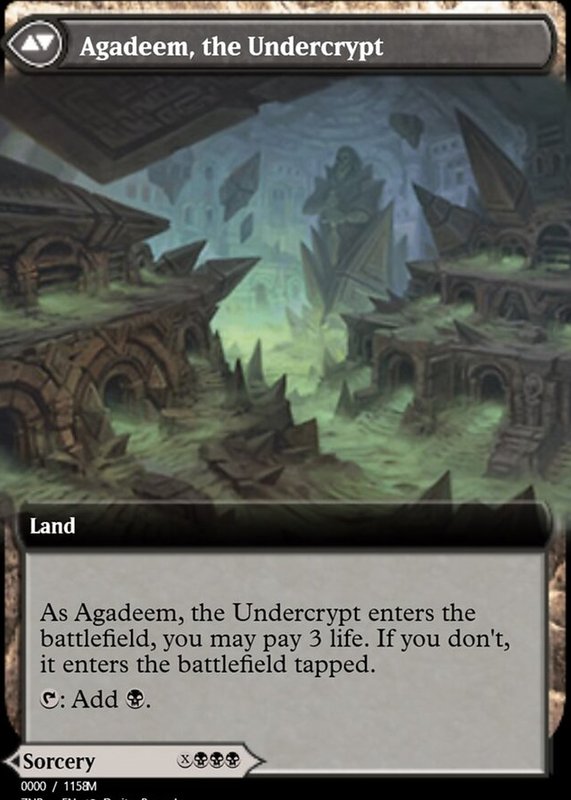 Agadeem, the Undercrypt
Land
As Agadeem, the Undercrypt enters the
battlefield, you may pay 3 life. If you don't,
it enters the battlefield tapped.
: Add .
Sorcery X
0000 / 1158M